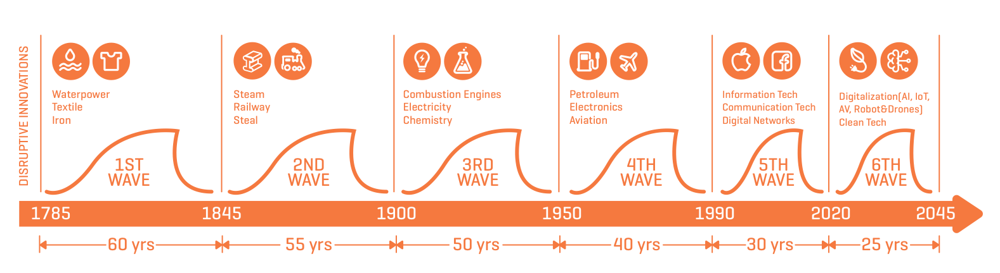 DISRUPTIVE INNOVATIONS
Waterpower
Textile
Iron
Steam
Railway
Steal
Combustion Engines
Electricity
Chemistry
Petroleum
Electronics
Aviation
Information Tech
Communication Tech
Digital Networks
Digitalization(AI, IoT,
AV, Robot&Drones)
Clean Tech
1ST
WAVE
2ND
WAVE
3RD
WAVE
4TH
WAVE
5TH
WAVE
6TH
WAVE
1785 1845 1900 1950 1990 2020 2045
60 yrs 55 yrs 50 yrs 40 yrs 30 yrs 25 yrs